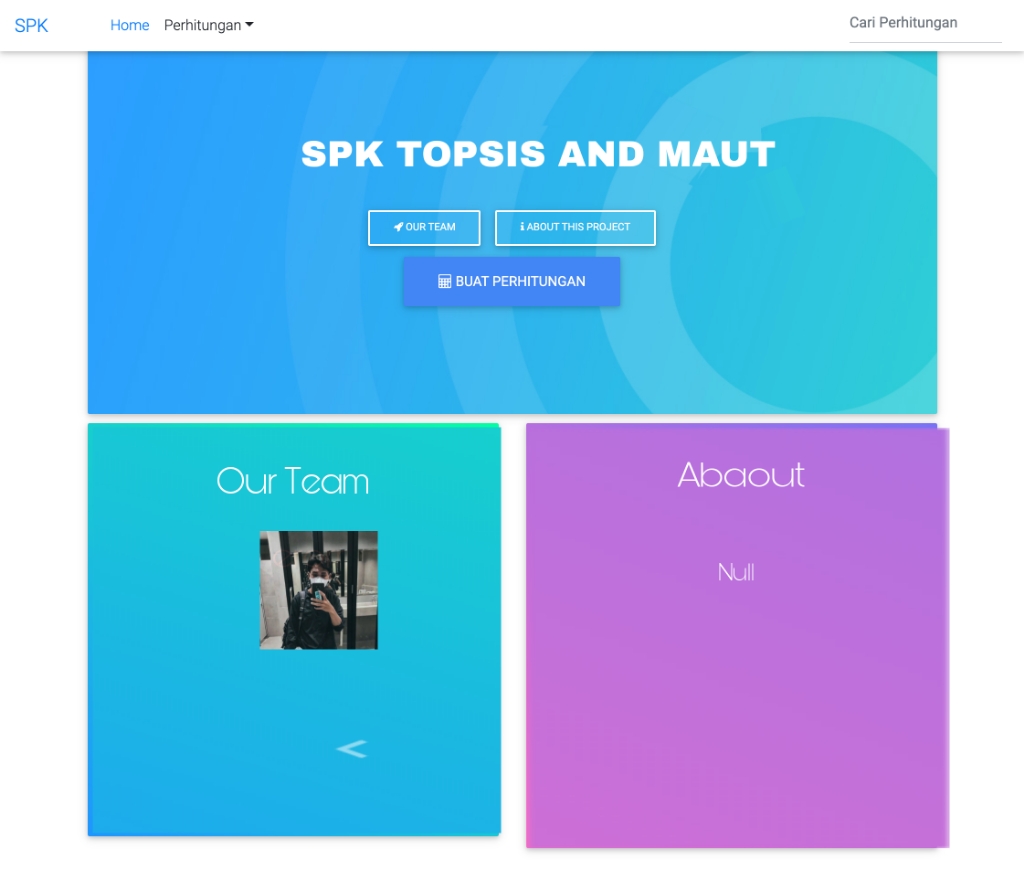 SPK
Home Perhitungan
Cari Perhitungan
SPK TOPSIS AND MAUT
OUR TEAM
ABOUT THIS PROJECT
BUAT PERHITUNGAN
Our Team
Abaout
Null